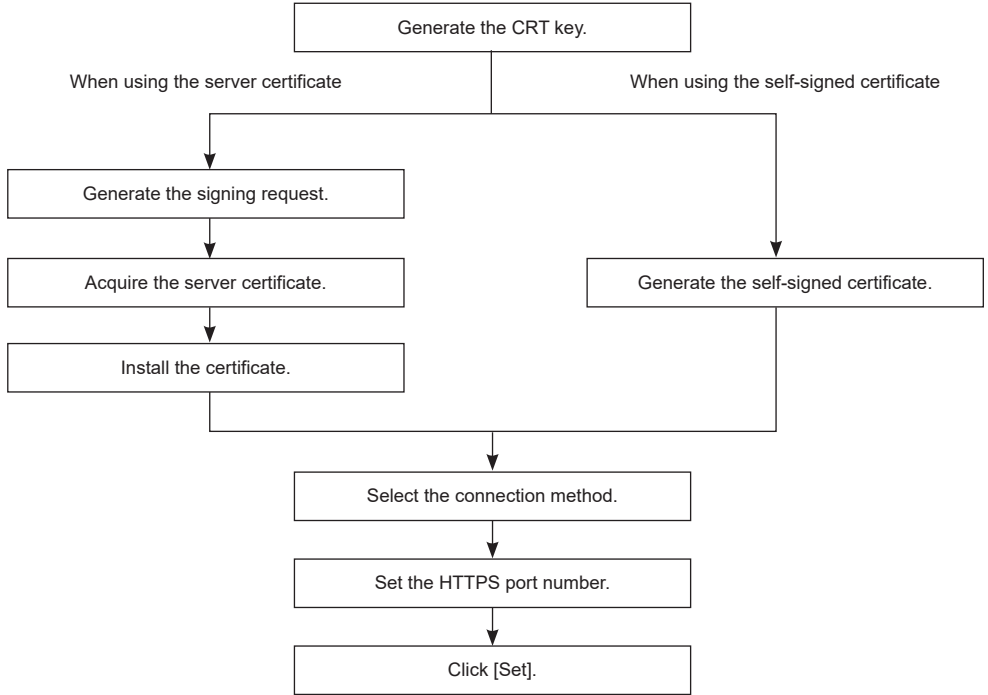 Generate the CRT key.
When using the server certificate
When using the self-signed certificate
Generate the signing request.
Acquire the server certificate.
Generate the self-signed certificate.
Install the certificate.
Select the connection method.
Set the HTTPS port number.
Click [Set].